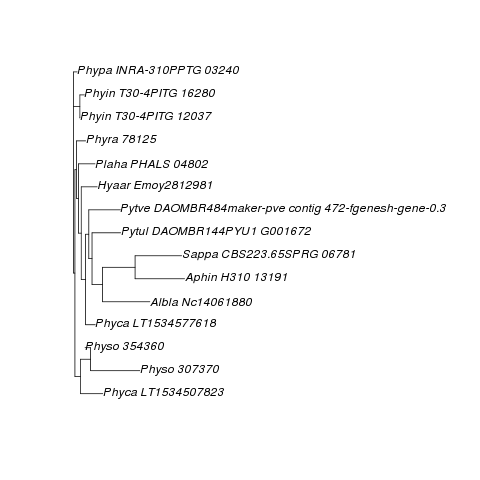 Phypa INRA-310PPTG 03240
Phyin T30-4PITG 16280
Phyin T30-4PITG 12037
Phyra 78125
Plaha PHALS 04802
Hyaar Emoy2812981
Pytve DAOMBR484maker-pve contig 472-fgenesh-gene-0.3
Pytul DAOMBR144PYU1 G001672
Sappa CBS223.65SPRG 06781
Aphin H310 13191
Albla Nc14061880
Phyca LT1534577618
Physo 354360
Physo 307370
Phyca LT1534507823